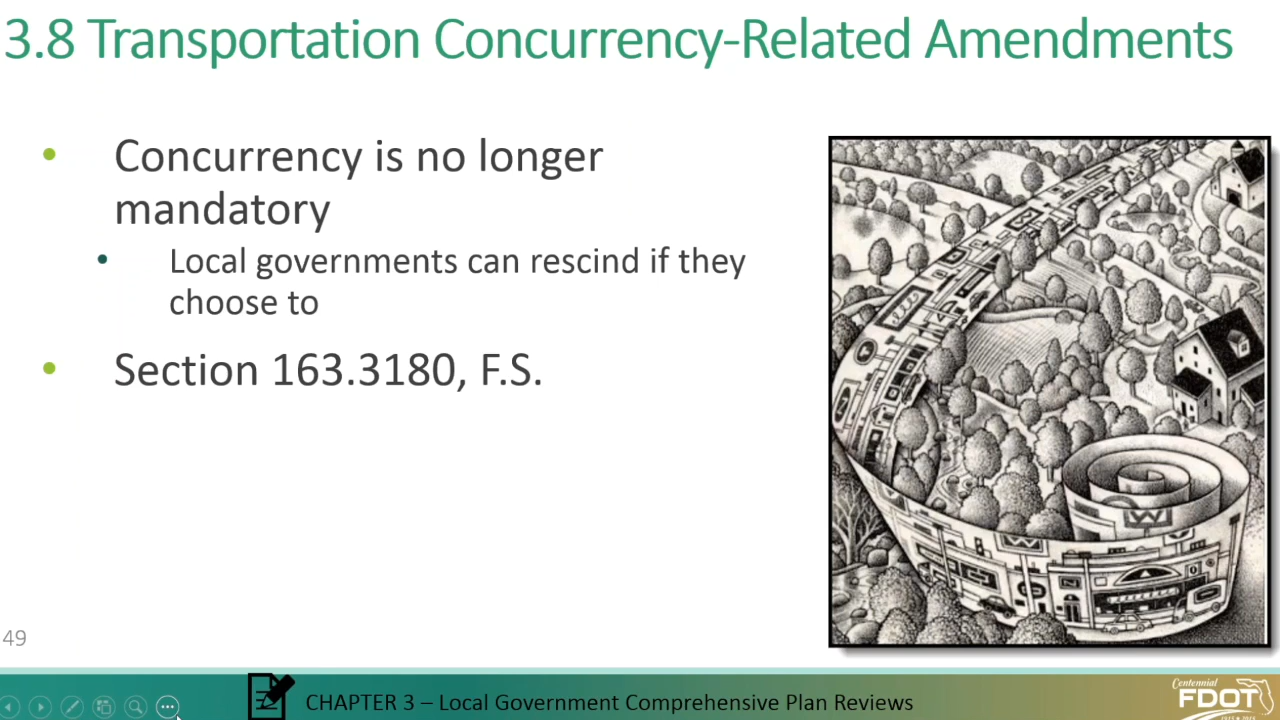 3.8 Transportation Concurrency-Related Amendments
• Concurrency is no longer
mandatory
• Local governments can rescind if they
choose to
• Section 163.3180, F.S.
49
CHAPTER 3 – Local Government Comprehensive Plan Reviews
Centennial
FDOT